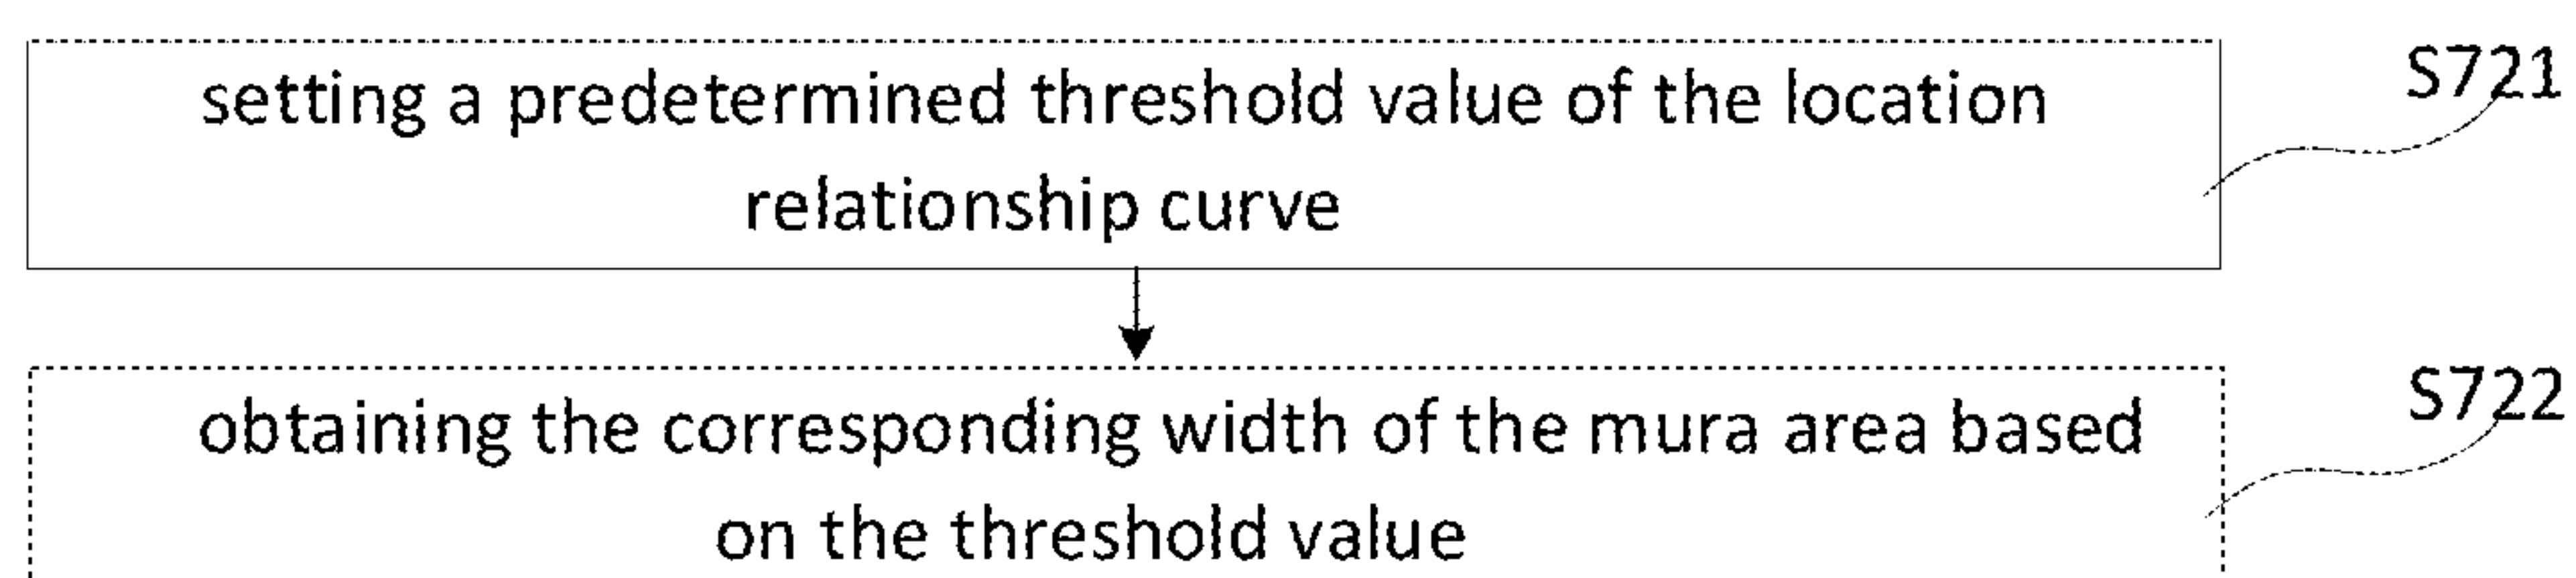 setting a predetermined threshold value of the location
S721
relationship curve
obtaining the corresponding width of the mura area based
S722
on the threshold value